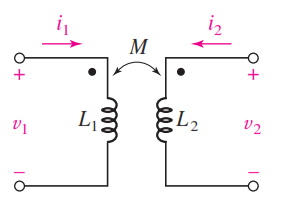 i₁ i₂
M
+ +
v₁ L₁ L₂ v₂
– –